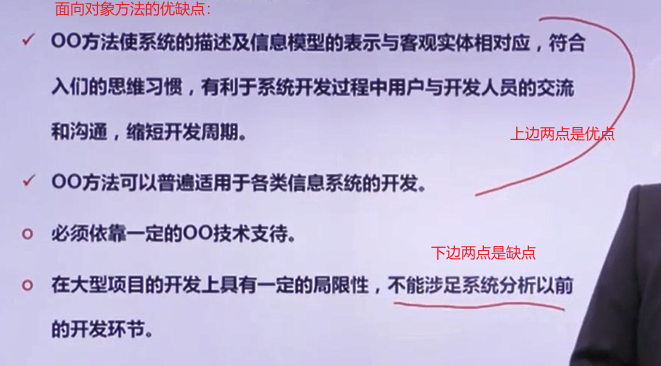 面向对象方法的优缺点：
✓ OO方法使系统的描述及信息模型的表示与客观实体相对应，符合
入们的思维习惯，有利于系统开发过程中用户与开发人员的交流
和沟通，缩短开发周期。
上边两点是优点
✓ OO方法可以普遍适用于各类信息系统的开发。
o 必须依靠一定的OO技术支待。
下边两点是缺点
o 在大型项目的开发上具有一定的局限性，不能涉足系统分析以前
的开发环节。